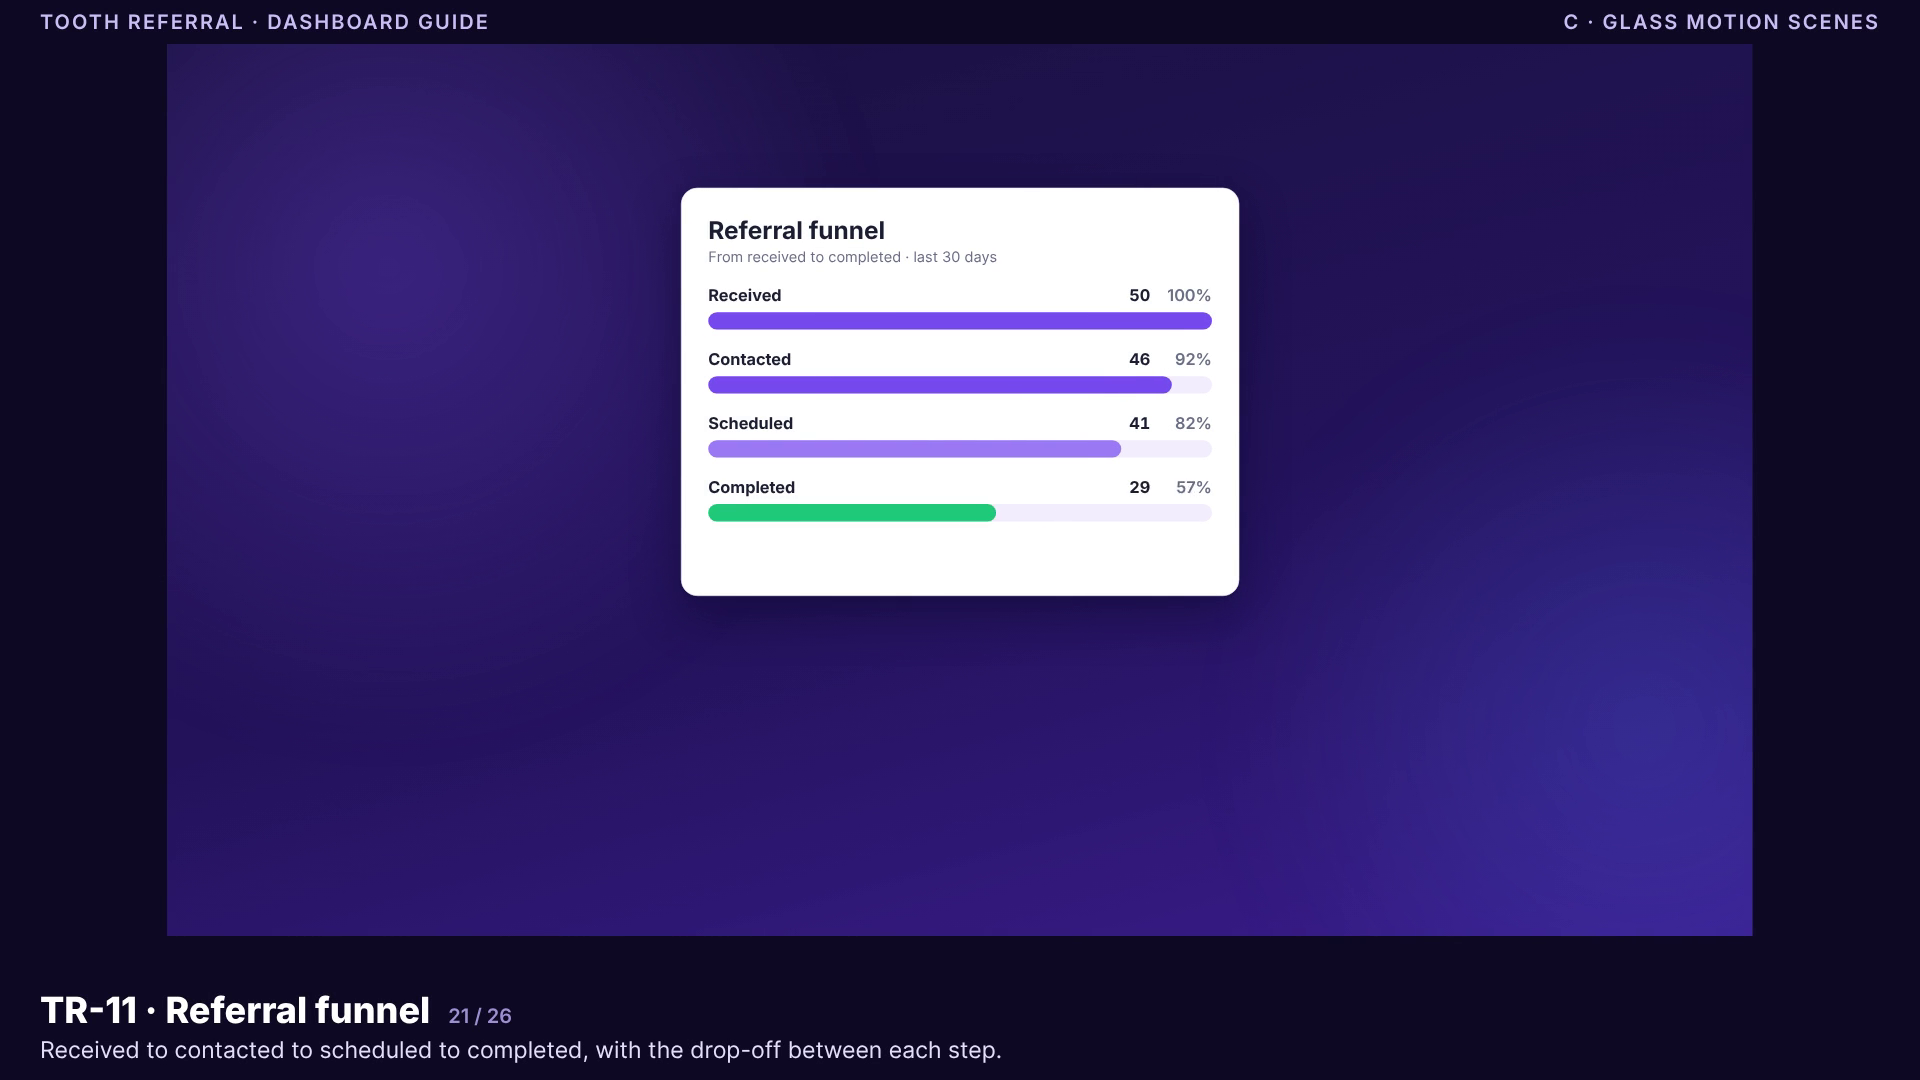 TOOTH REFERRAL · DASHBOARD GUIDE
C · GLASS MOTION SCENES
Referral funnel
From received to completed · last 30 days
Received 50 100%
Contacted 46 92%
Scheduled 41 82%
Completed 29 57%
TR-11 · Referral funnel 21 / 26
Received to contacted to scheduled to completed, with the drop-off between each step.